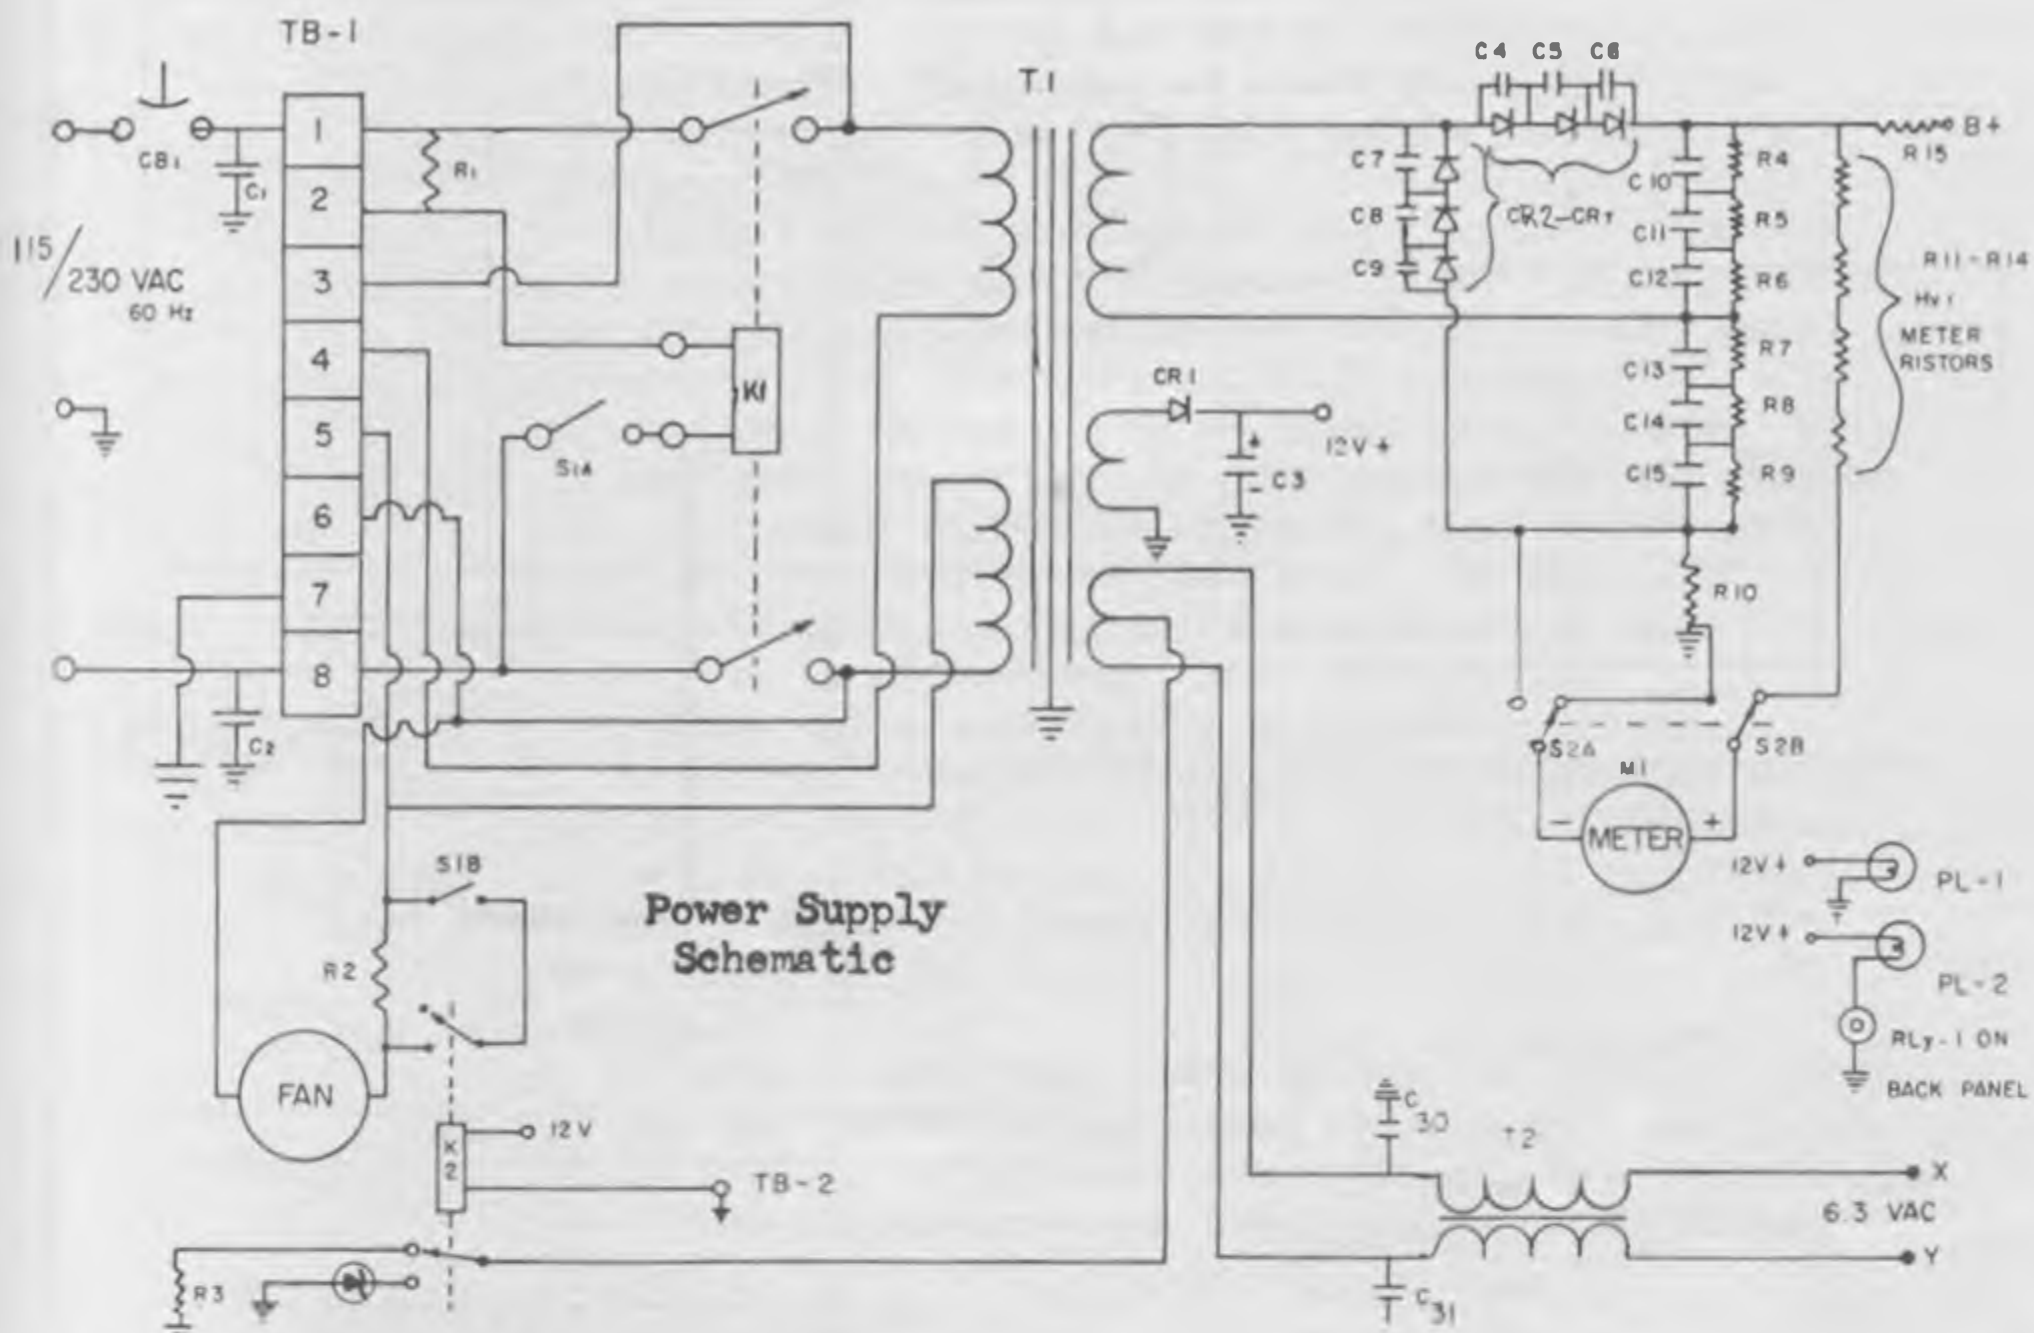 TB-1
T.1
C4 C5 C6
1
CB1
C1
R1
2
115/230 VAC
60 Hz
3
4
5
6
7
8
C2
K1
S1A
C7
C8
C9
CR2-CR7
C10
C11
C12
C13
C14
C15
R4
R5
R6
R7
R8
R9
B+
R15
R11-R14
METER
RISTORS
CR1
12V+
+
- C3
R10
S2A
S2B
M1
- METER +
12V+
PL-1
12V+
PL-2
RLy-1 ON
BACK PANEL
S1B
R2
FAN
Power Supply
Schematic
K2
12V
TB-2
R3
C30
T2
X
6.3 VAC
Y
C31